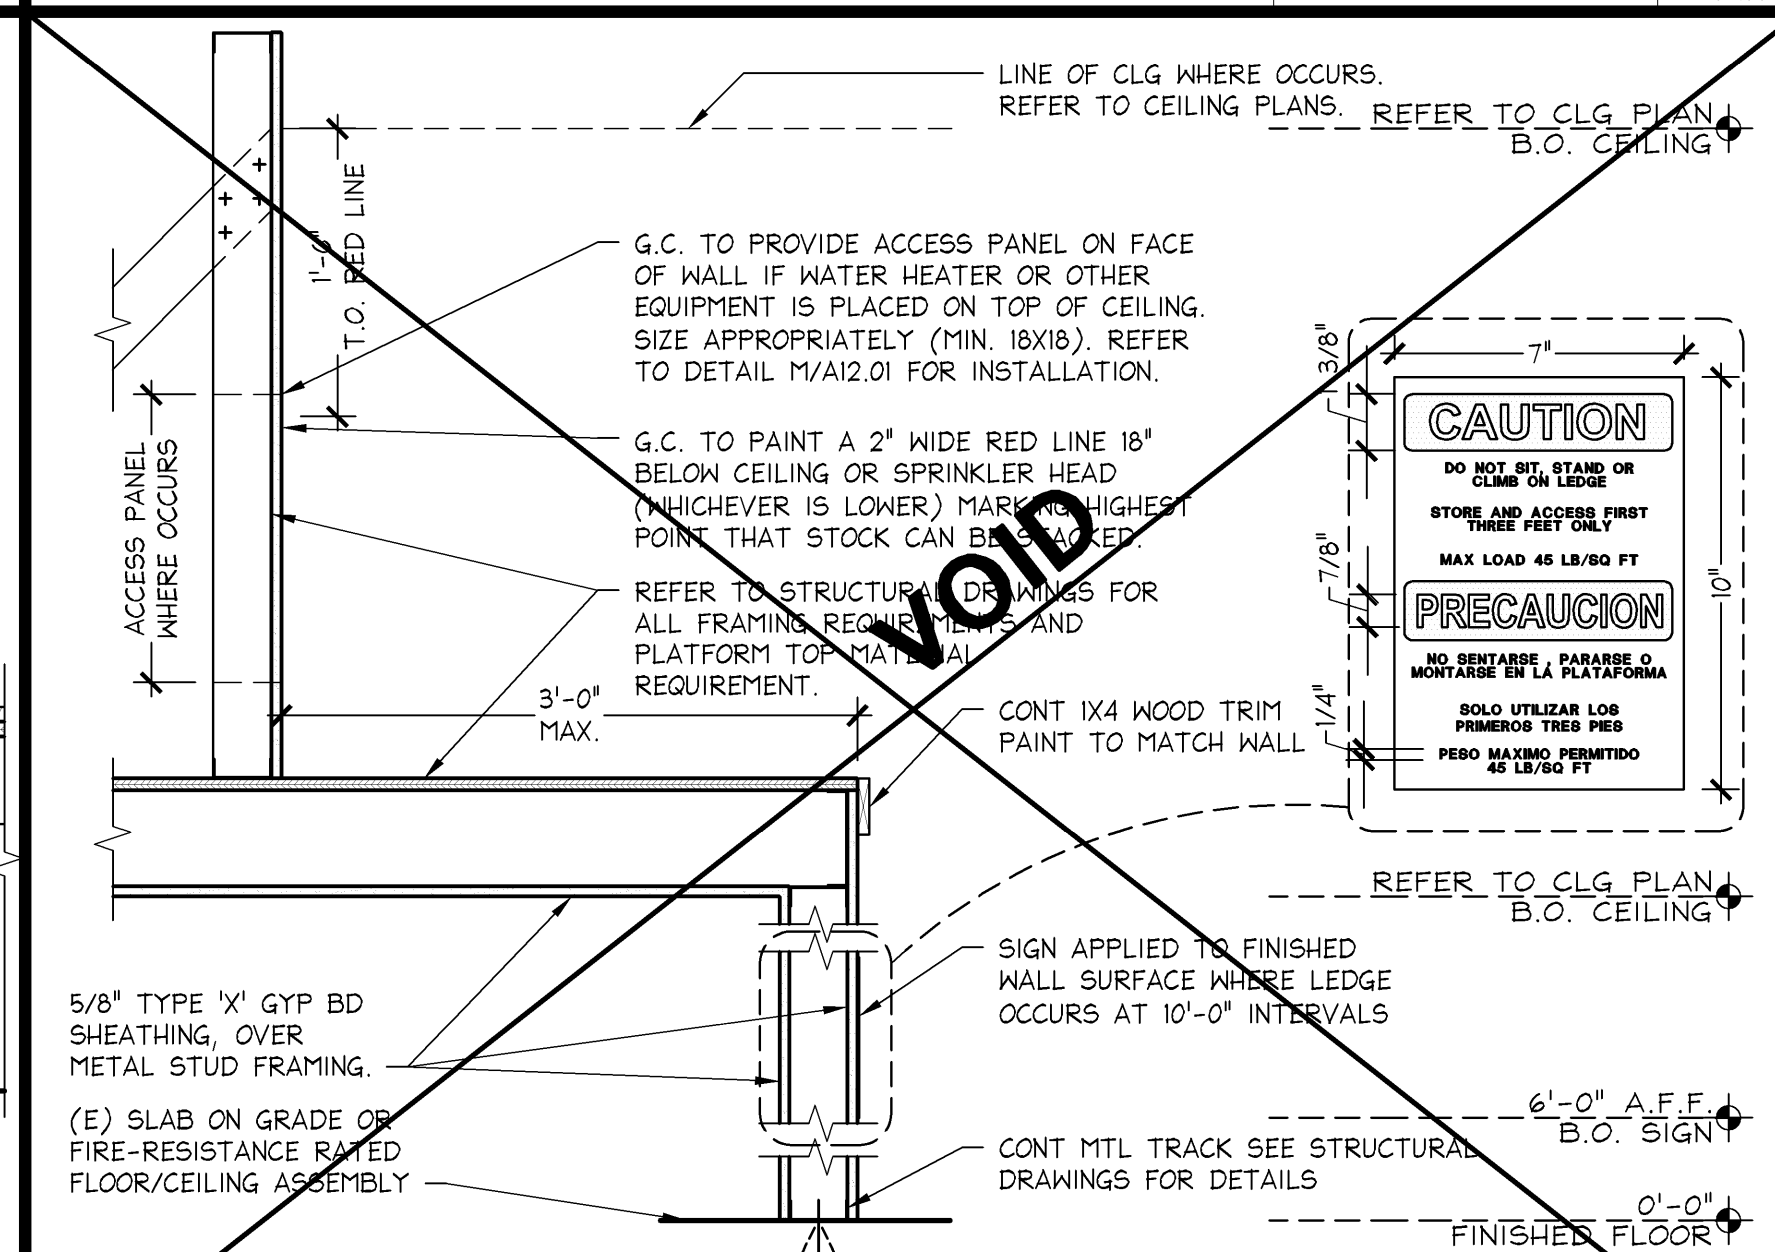 LINE OF CLG WHERE OCCURS.
REFER TO CEILING PLANS.
REFER TO CLG PLAN
B.O. CEILING
1'-6"
T.O. RED LINE
G.C. TO PROVIDE ACCESS PANEL ON FACE
OF WALL IF WATER HEATER OR OTHER
EQUIPMENT IS PLACED ON TOP OF CEILING.
SIZE APPROPRIATELY (MIN. 18X18). REFER
TO DETAIL M/A12.01 FOR INSTALLATION.
G.C. TO PAINT A 2" WIDE RED LINE 18"
BELOW CEILING OR SPRINKLER HEAD
(WHICHEVER IS LOWER) MARKING HIGHEST
POINT THAT STOCK CAN BE STACKED.
ACCESS PANEL
WHERE OCCURS
REFER TO STRUCTURAL DRAWINGS FOR
ALL FRAMING REQUIREMENTS AND
PLATFORM TOP MATERIAL
REQUIREMENT.
VOID
3'-0"
MAX.
CONT 1X4 WOOD TRIM
PAINT TO MATCH WALL
1 3/8"
7"
10"
7/8"
1/4"
CAUTION
DO NOT SIT, STAND OR
CLIMB ON LEDGE
STORE AND ACCESS FIRST
THREE FEET ONLY
MAX LOAD 45 LB/SQ FT
PRECAUCION
NO SENTARSE , PARARSE O
MONTARSE EN LA PLATAFORMA
SOLO UTILIZAR LOS
PRIMEROS TRES PIES
PESO MAXIMO PERMITIDO
45 LB/SQ FT
REFER TO CLG PLAN
B.O. CEILING
SIGN APPLIED TO FINISHED
WALL SURFACE WHERE LEDGE
OCCURS AT 10'-0" INTERVALS
5/8" TYPE 'X' GYP BD
SHEATHING, OVER
METAL STUD FRAMING.
(E) SLAB ON GRADE OR
FIRE-RESISTANCE RATED
FLOOR/CEILING ASSEMBLY
6'-0" A.F.F.
B.O. SIGN
CONT MTL TRACK SEE STRUCTURAL
DRAWINGS FOR DETAILS
0'-0"
FINISHED FLOOR